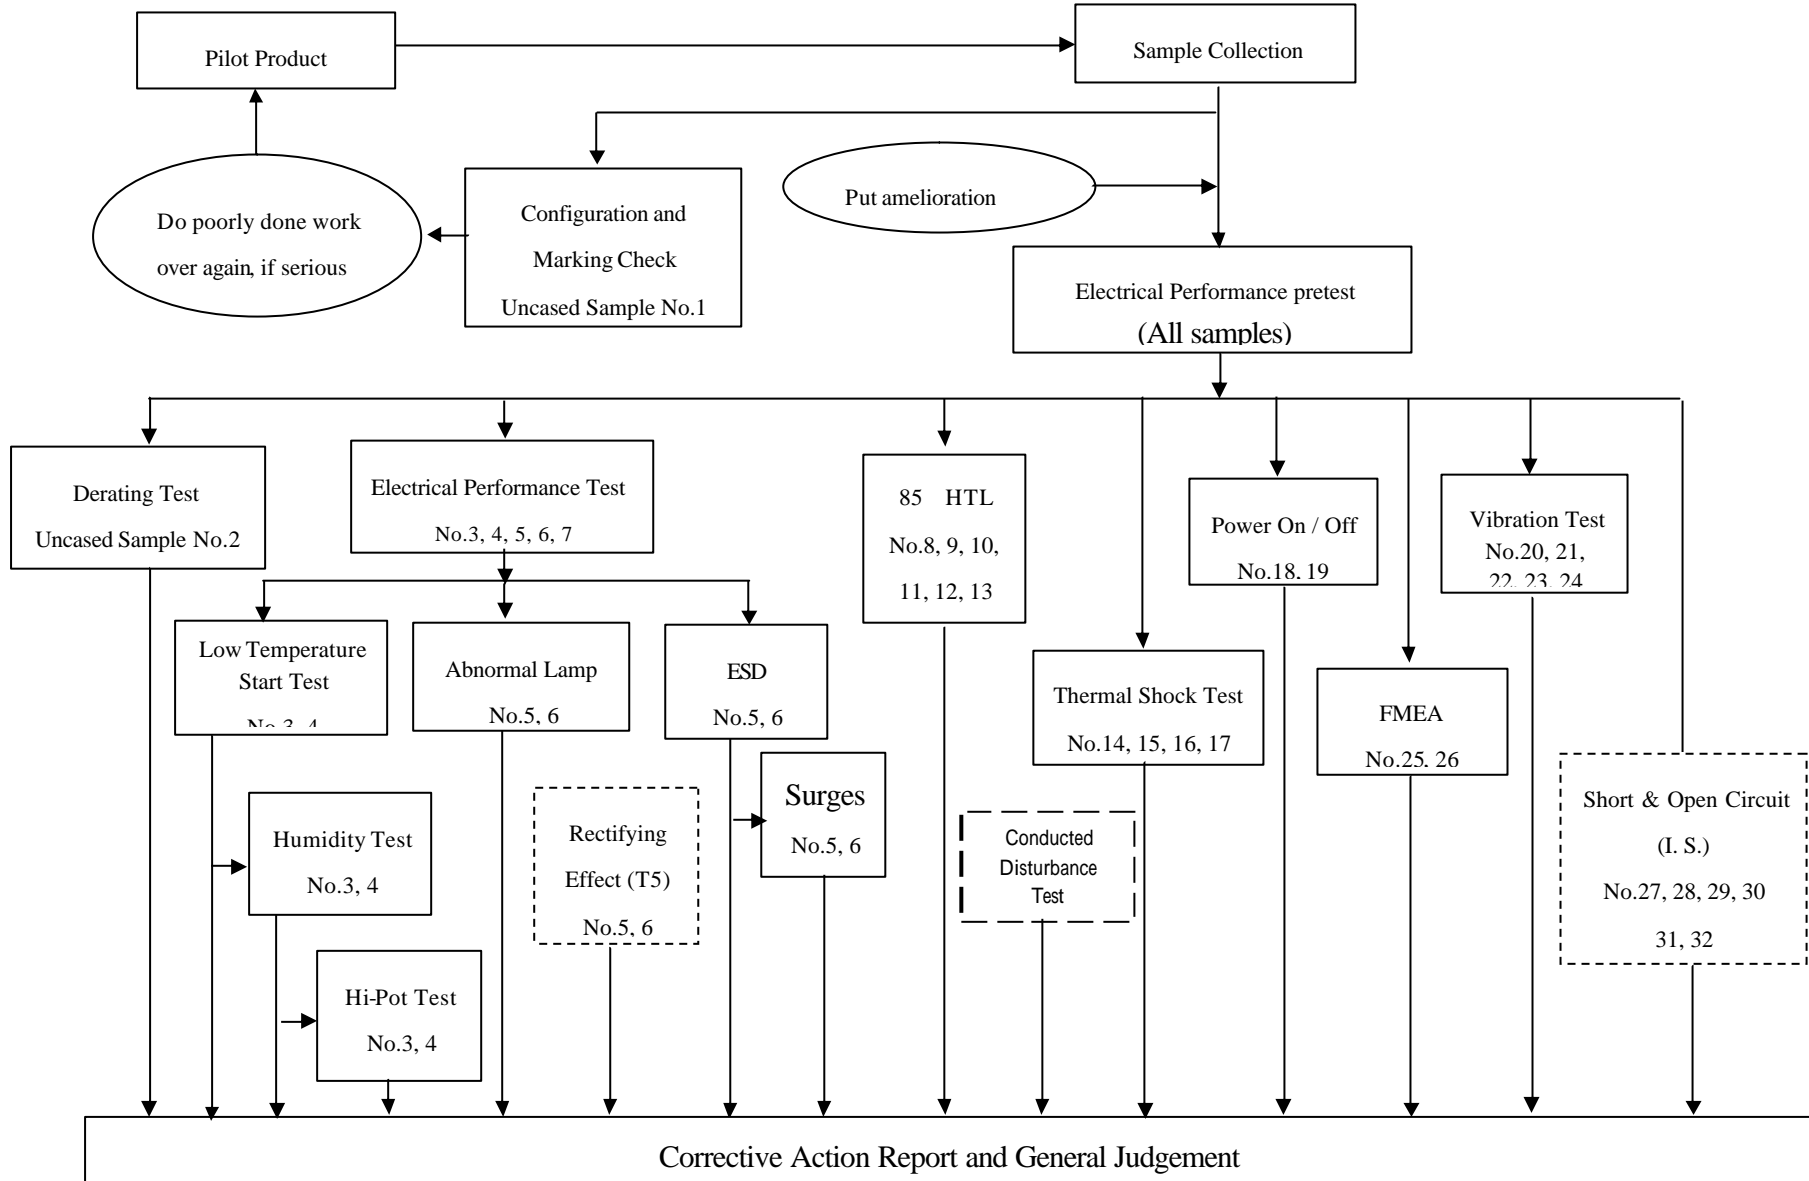 Pilot Product
Sample Collection
Do poorly done work
over again, if serious
Configuration and
Marking Check
Uncased Sample No.1
Put amelioration
Electrical Performance pretest
(All samples)
Derating Test
Uncased Sample No.2
Electrical Performance Test
No.3, 4, 5, 6, 7
85 HTL
No.8, 9, 10,
11, 12, 13
Power On / Off
No.18, 19
Vibration Test
No.20, 21,
22, 23, 24
Low Temperature
Start Test
No.3, 4
Abnormal Lamp
No.5, 6
ESD
No.5, 6
Thermal Shock Test
No.14, 15, 16, 17
FMEA
No.25, 26
Surges
No.5, 6
Short & Open Circuit
(I. S.)
No.27, 28, 29, 30
31, 32
Humidity Test
No.3, 4
Rectifying
Effect (T5)
No.5, 6
Conducted
Disturbance
Test
Hi-Pot Test
No.3, 4
Corrective Action Report and General Judgement